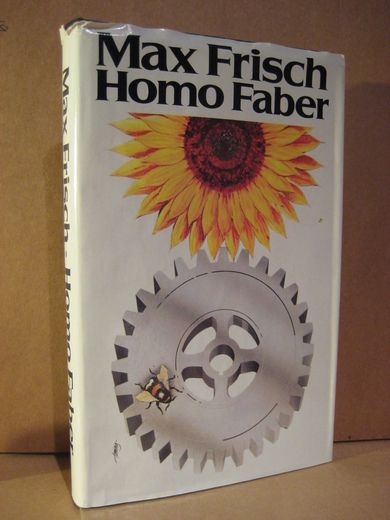 Max Frisch
Homo Faber
Max Frisch · Homo Faber